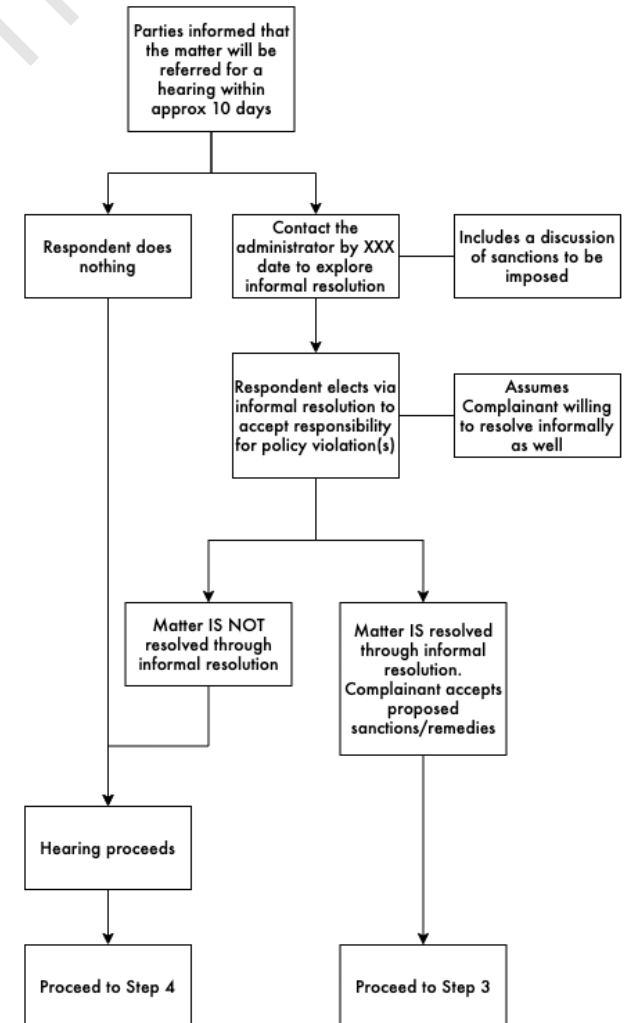 Parties informed that
the matter will be
referred for a
hearing within
approx 10 days
Respondent does
nothing
Contact the
administrator by XXX
date to explore
informal resolution
Includes a discussion
of sanctions to be
imposed
Respondent elects via
informal resolution to
accept responsibility
for policy violation(s)
Assumes
Complainant willing
to resolve informally
as well
Matter IS NOT
resolved through
informal resolution
Matter IS resolved
through informal
resolution.
Complainant accepts
proposed
sanctions/remedies
Hearing proceeds
Proceed to Step 4
Proceed to Step 3